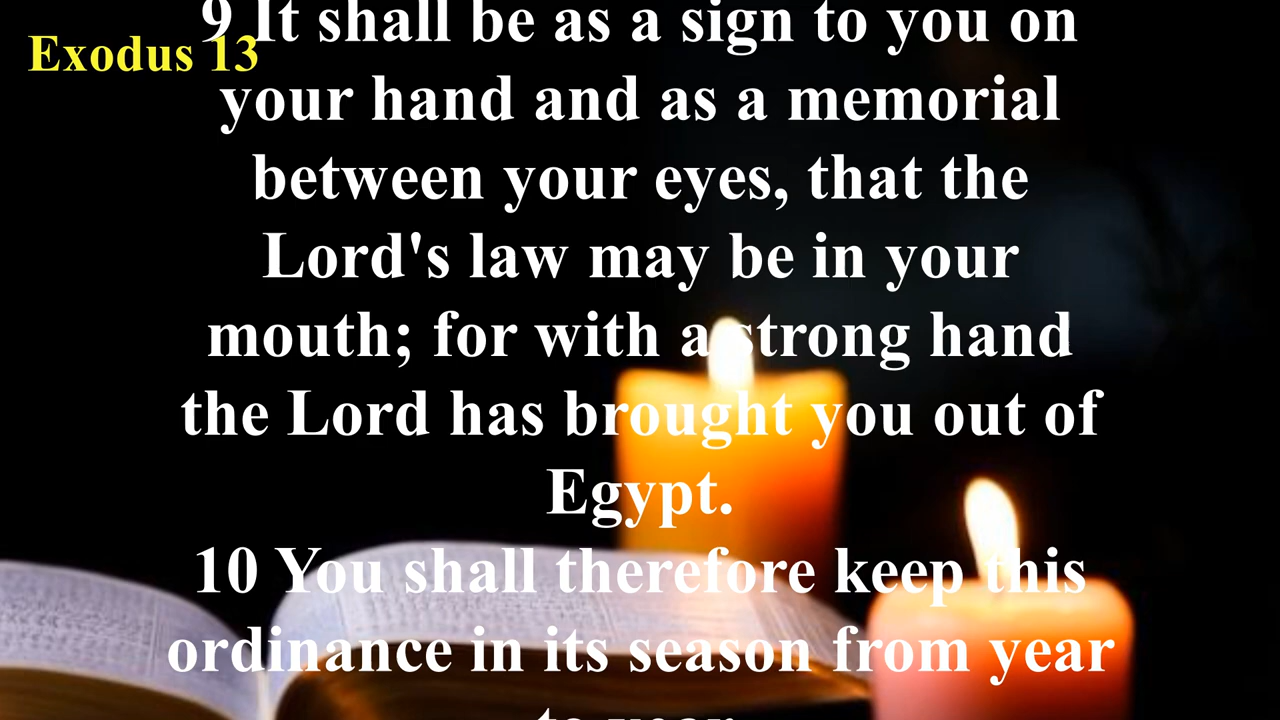 Exodus 13
9 It shall be as a sign to you on
your hand and as a memorial
between your eyes, that the
Lord's law may be in your
mouth; for with a strong hand
the Lord has brought you out of
Egypt.
10 You shall therefore keep this
ordinance in its season from year
to year.